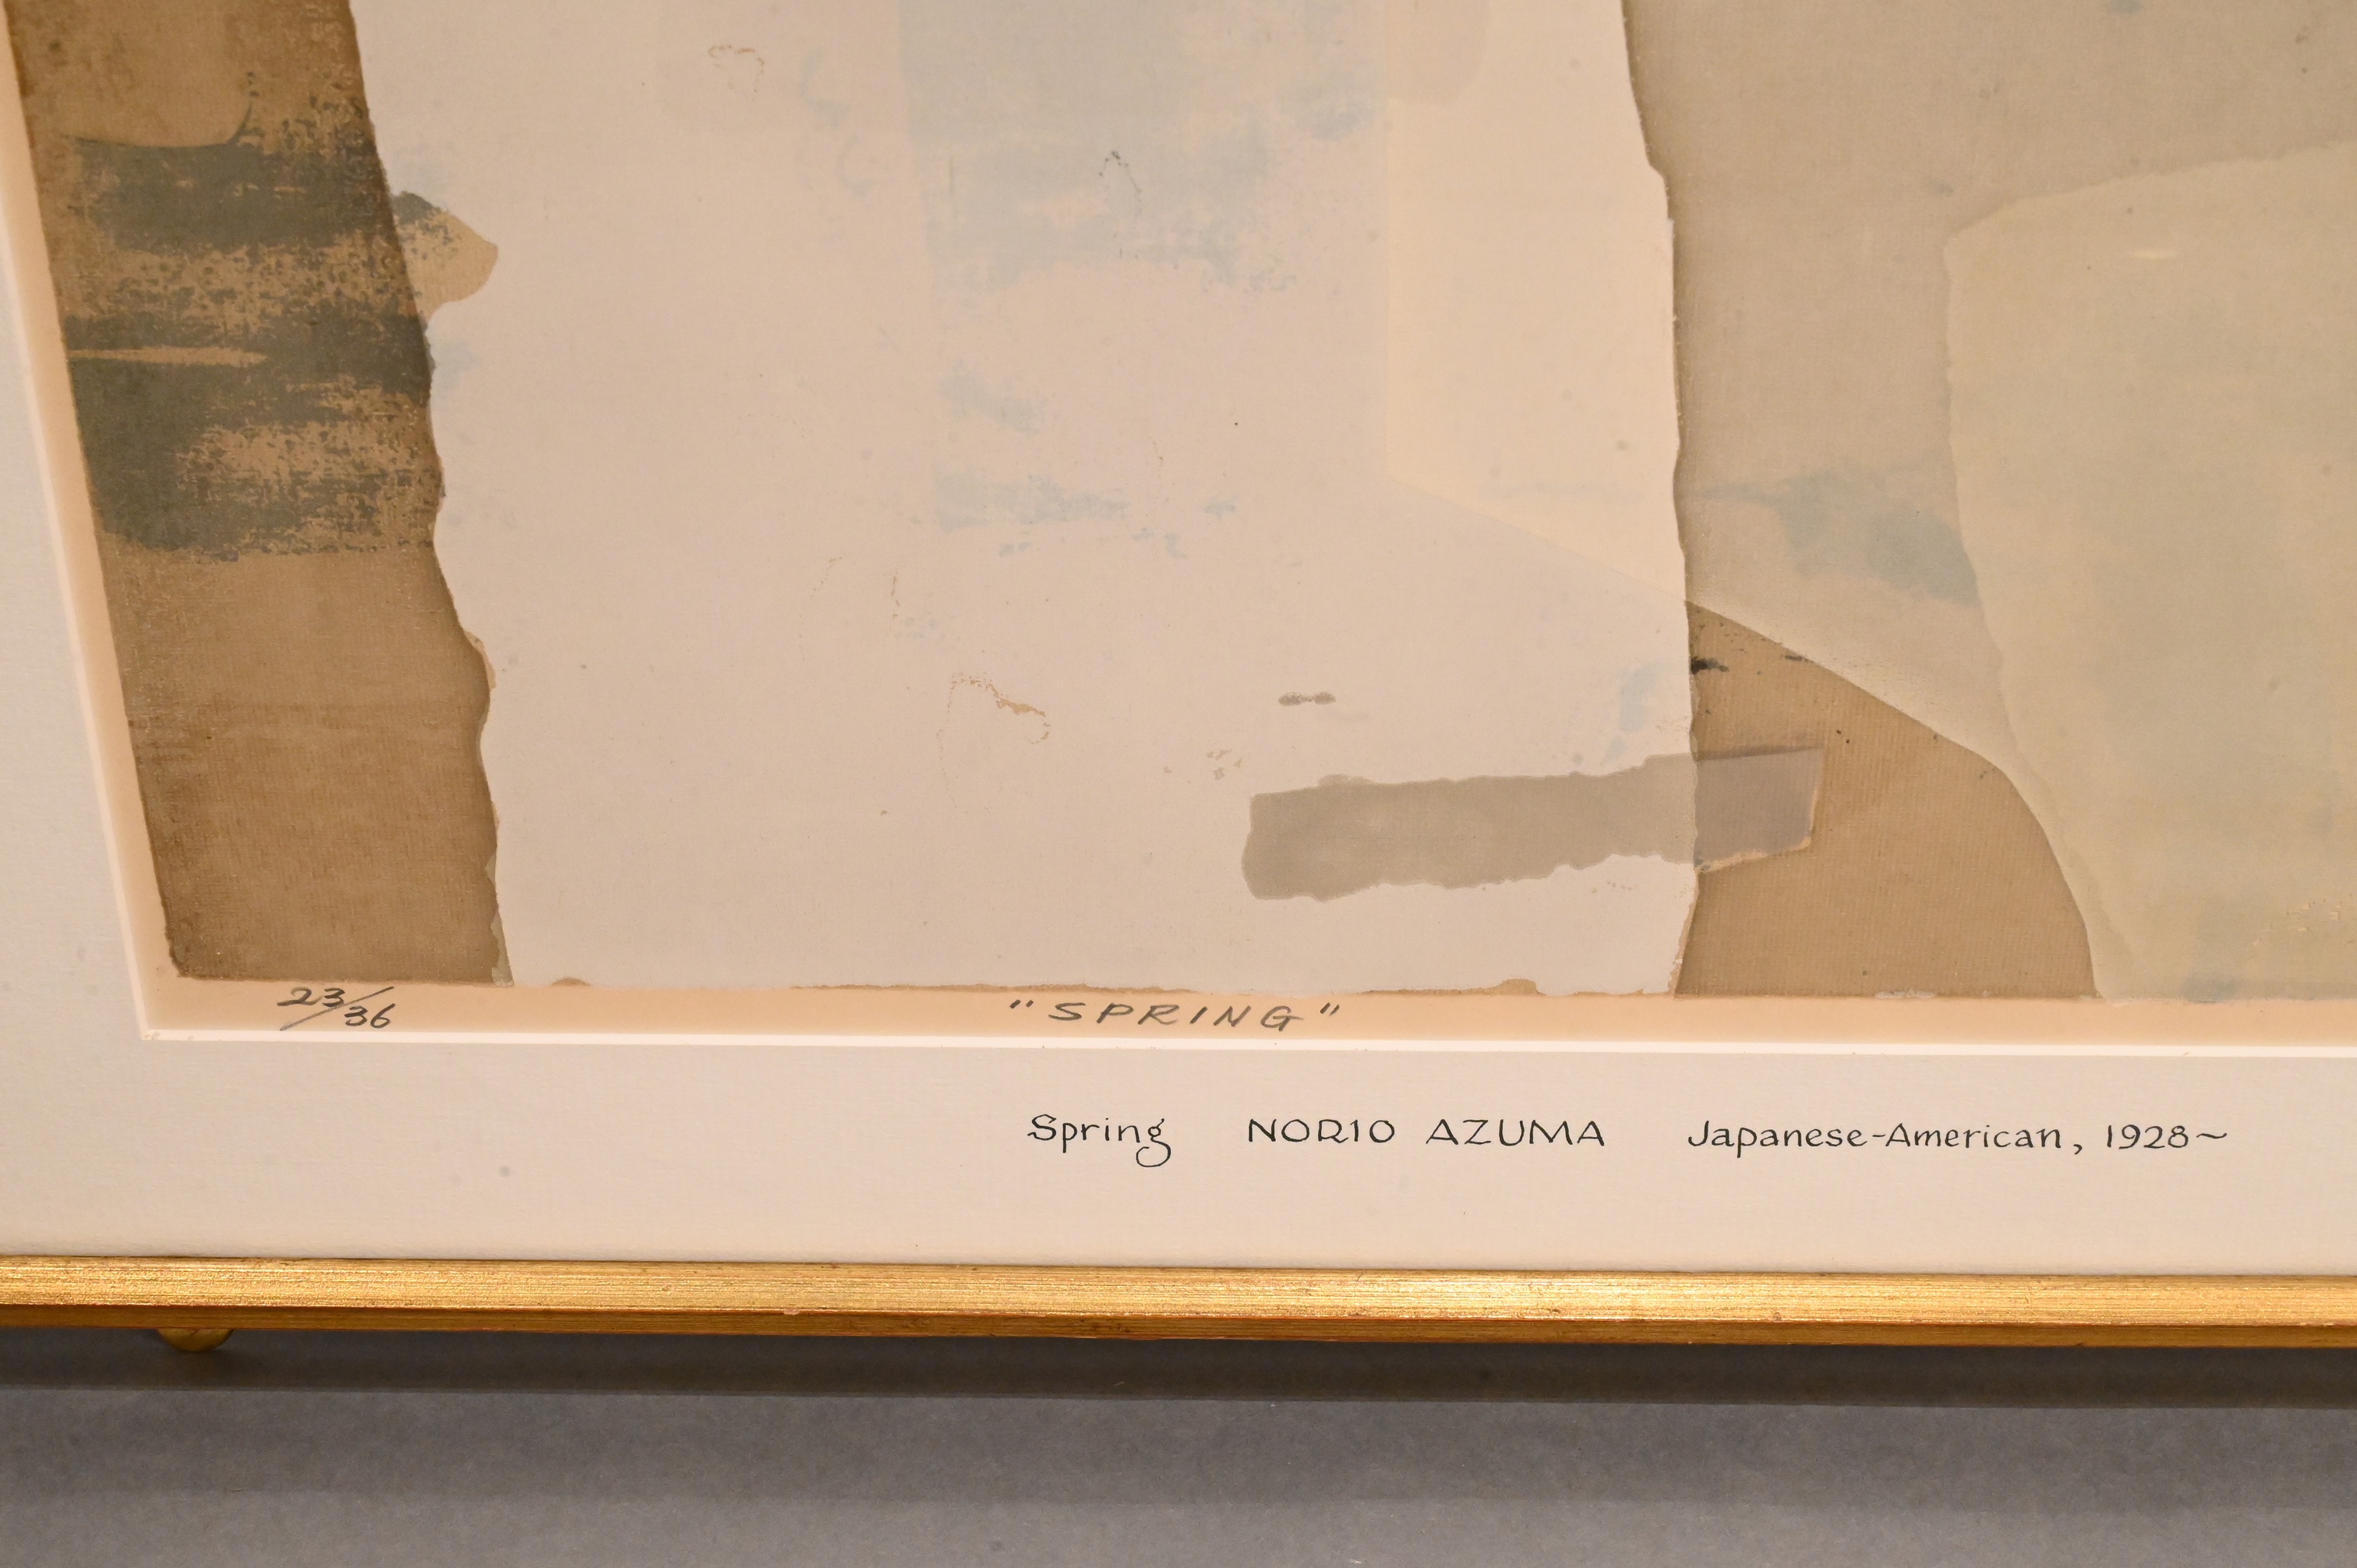 23/36 "SPRING"
Spring NORIO AZUMA Japanese-American, 1928~